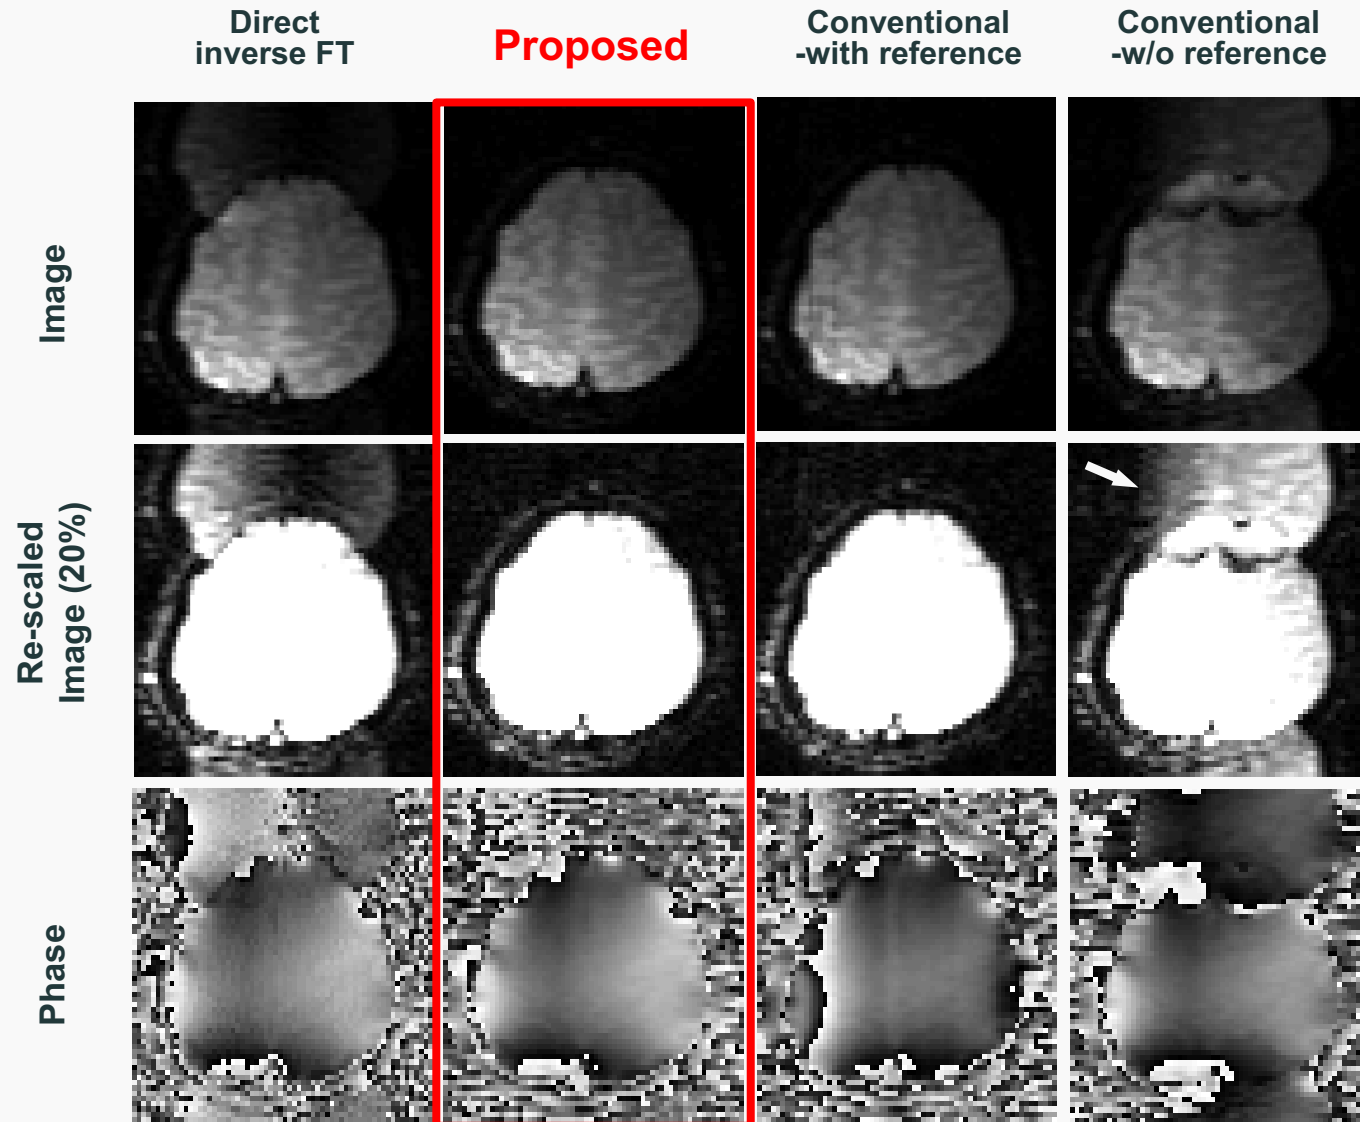 Direct
inverse FT
Proposed
Conventional
-with reference
Conventional
-w/o reference
Image
Re-scaled
Image (20%)
Phase